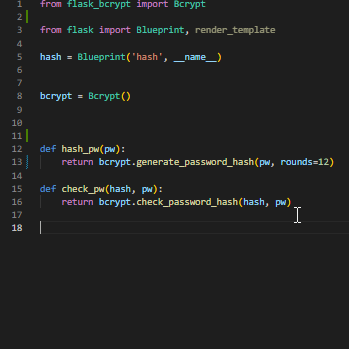 1 from flask_bcrypt import Bcrypt
2
3 from flask import Blueprint, render_template
4
5 hash = Blueprint('hash', __name__)
6
7
8 bcrypt = Bcrypt()
9
10
11
12 def hash_pw(pw):
13 return bcrypt.generate_password_hash(pw, rounds=12)
14
15 def check_pw(hash, pw):
16 return bcrypt.check_password_hash(hash, pw)
17
18